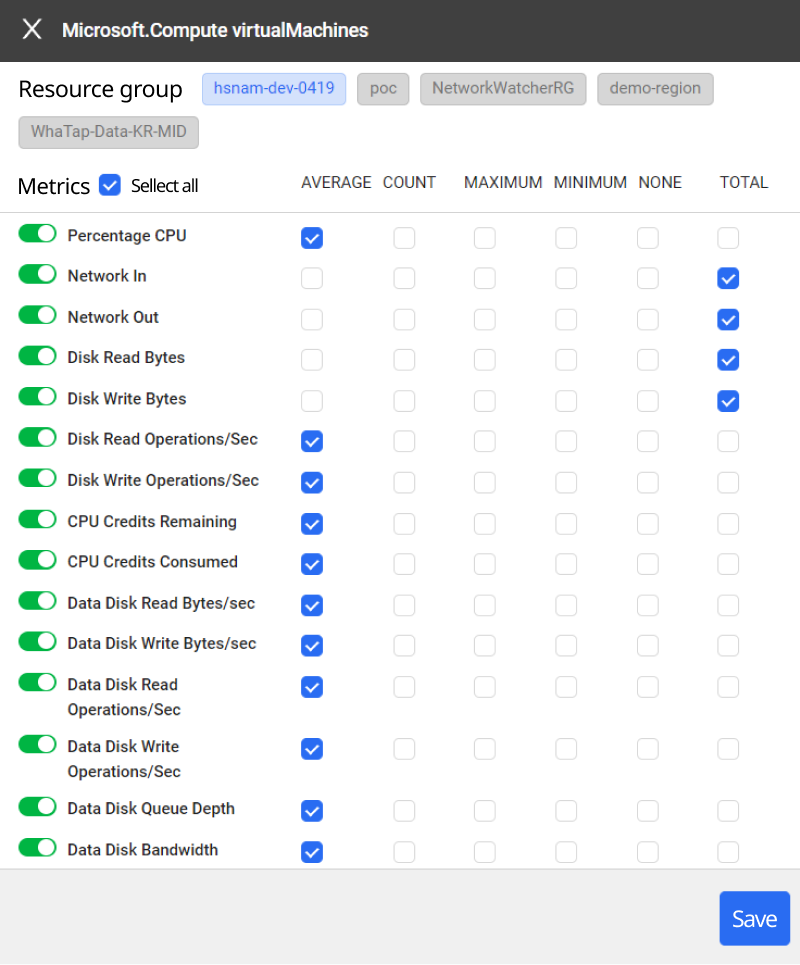 Microsoft.Compute virtualMachines
Resource group hsnam-dev-0419 poc NetworkWatcherRG demo-region
WhaTap-Data-KR-MID
Metrics Sellect all AVERAGE COUNT MAXIMUM MINIMUM NONE TOTAL
Percentage CPU
Network In
Network Out
Disk Read Bytes
Disk Write Bytes
Disk Read Operations/Sec
Disk Write Operations/Sec
CPU Credits Remaining
CPU Credits Consumed
Data Disk Read Bytes/sec
Data Disk Write Bytes/sec
Data Disk Read
Operations/Sec
Data Disk Write
Operations/Sec
Data Disk Queue Depth
Data Disk Bandwidth
Save